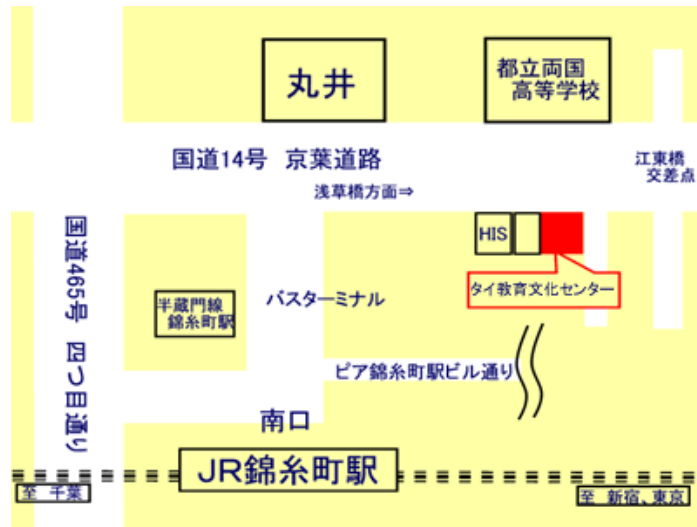 丸井
都立両国
高等学校
国道14号 京葉道路
江東橋
交差点
浅草橋方面⇒
HIS
国道465号 四つ目通り
タイ教育文化センター
半蔵門線
錦糸町駅
バスターミナル
ピア錦糸町駅ビル通り
南口
JR錦糸町駅
至 千葉
至 新宿、東京